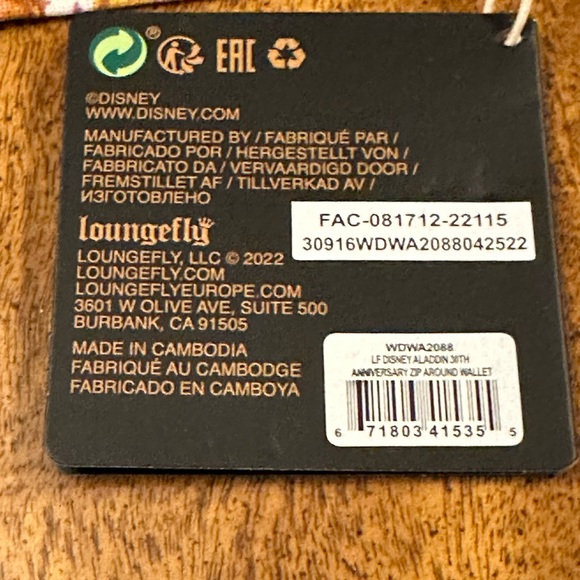 ®
EAC
©DISNEY
WWW.DISNEY.COM
MANUFACTURED BY / FABRIQUÉ PAR /
FABRICADO POR / HERGESTELLT VON /
FABBRICATO DA / VERVAARDIGD DOOR /
FREMSTILLET AF / TILLVERKAD AV /
ИЗГОТОВЛЕНО
loungefly
LOUNGEFLY, LLC © 2022
LOUNGEFLY.COM
LOUNGEFLYEUROPE.COM
3601 W OLIVE AVE, SUITE 500
BURBANK, CA 91505
MADE IN CAMBODIA
FABRIQUÉ AU CAMBODGE
FABRICADO EN CAMBOYA
FAC-081712-22115
30916WDWA2088042522
WDWA2088
LF DISNEY ALADDIN 30TH
ANNIVERSARY ZIP AROUND WALLET
6 71803 41535 5